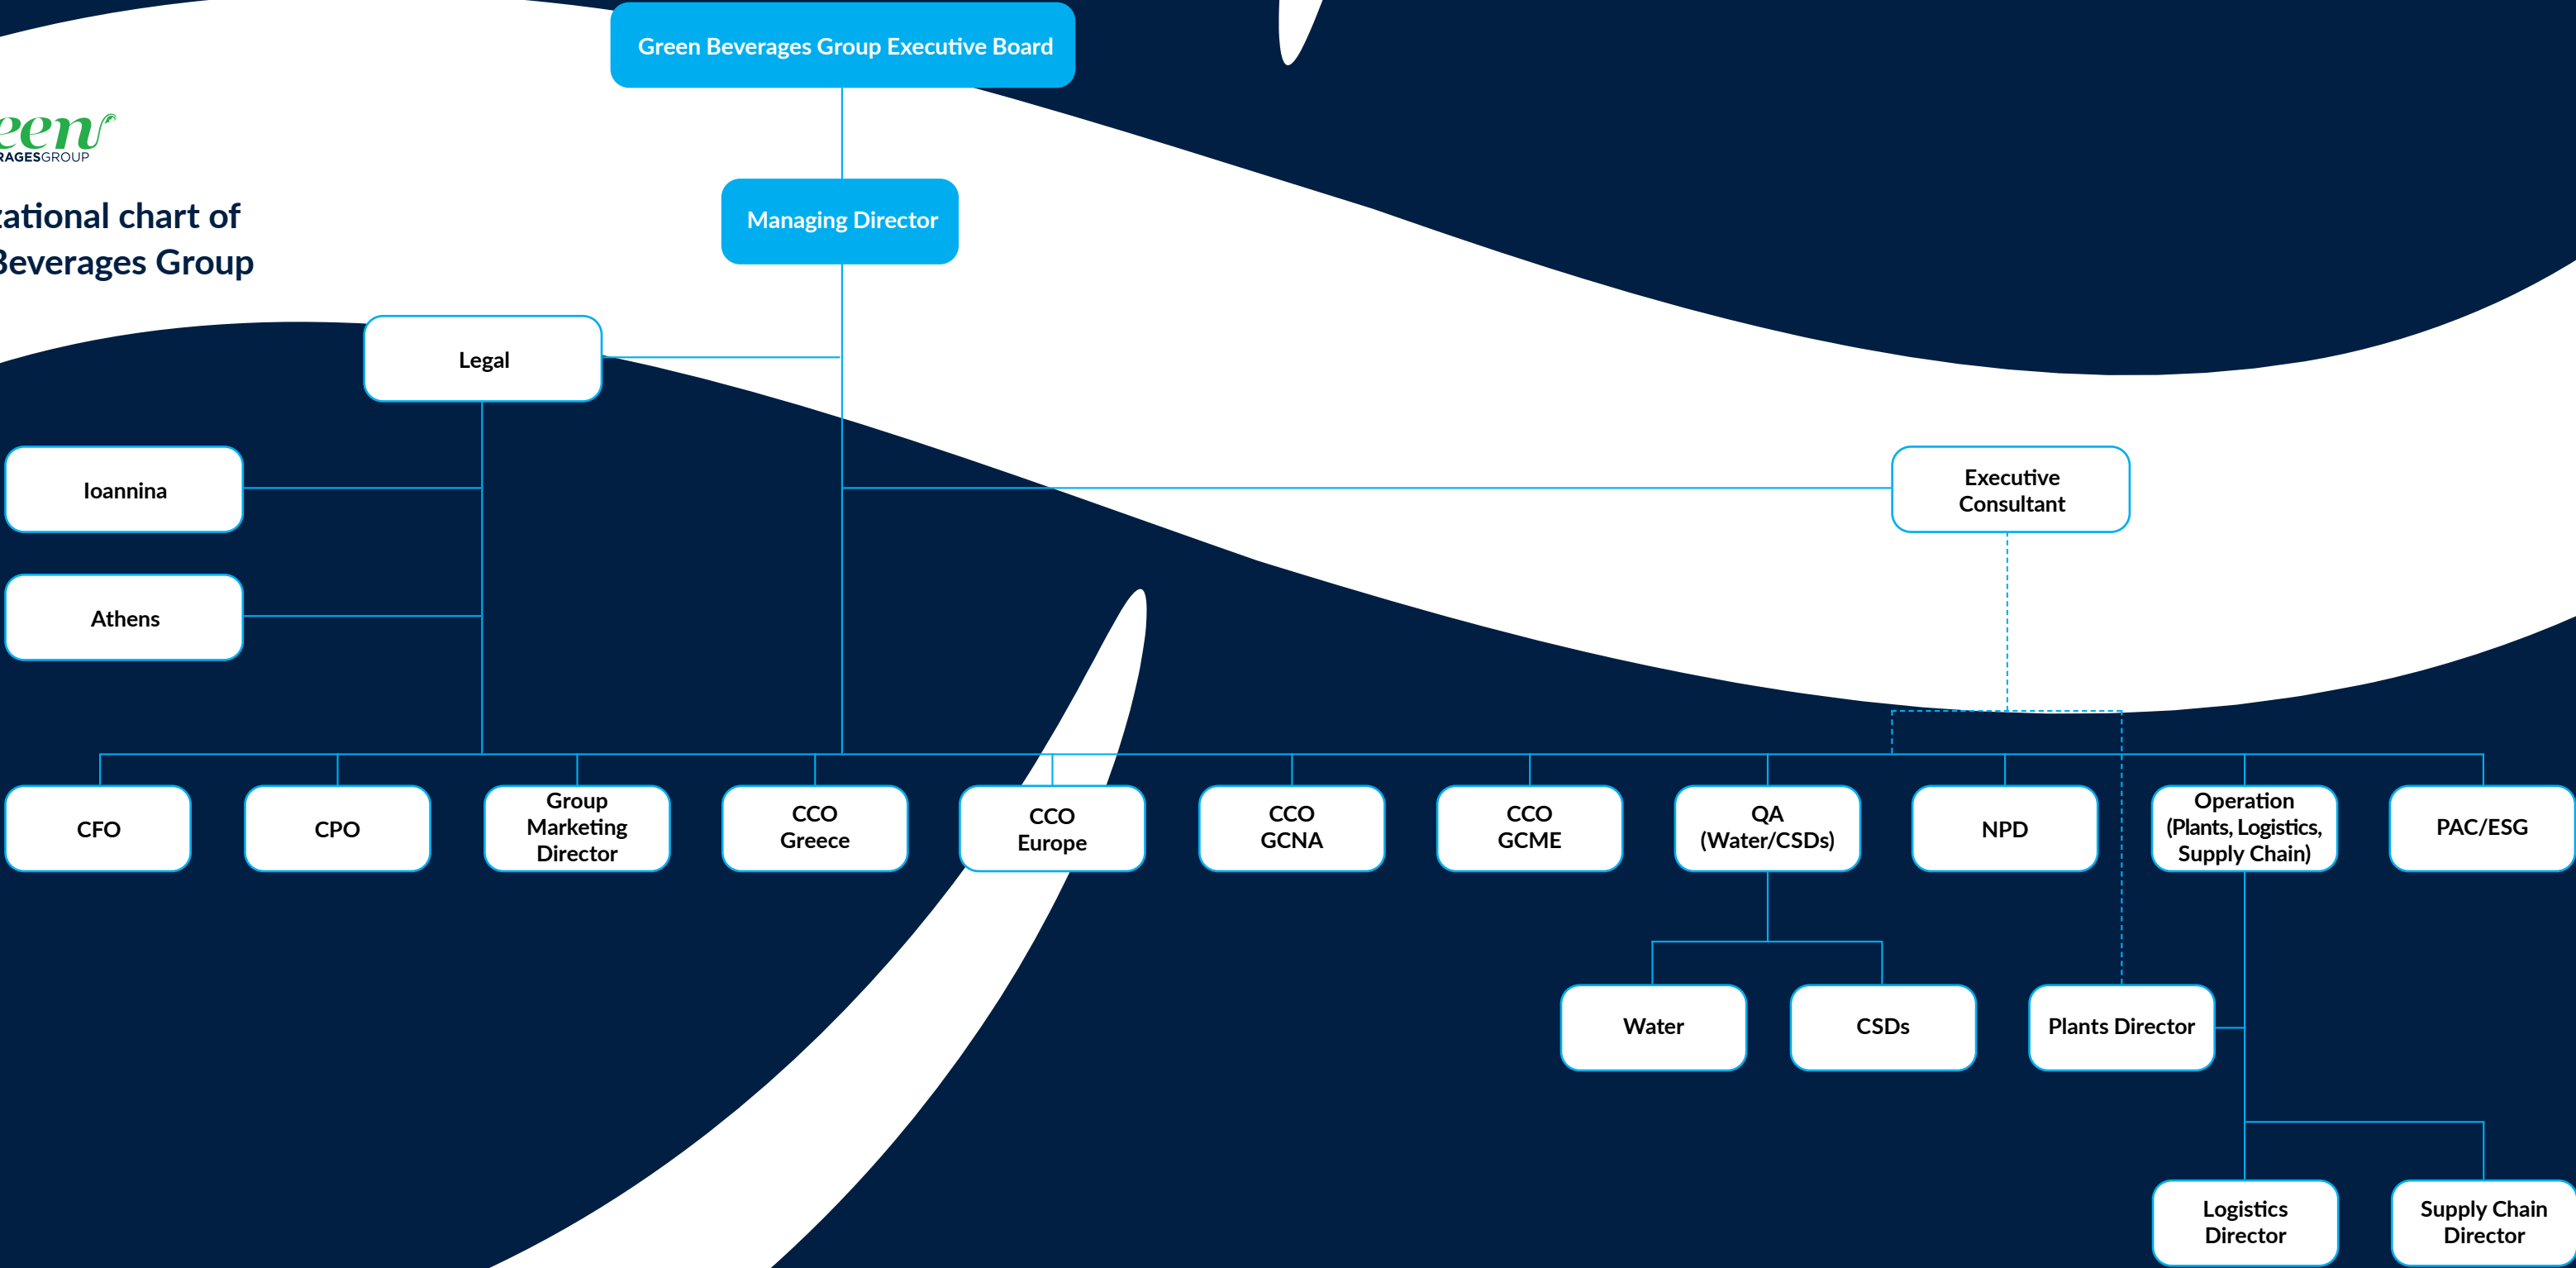 Green Beverages Group Executive Board
een
RAGESGROUP
Managing Director
zational chart of
Beverages Group
Legal
Ioannina
Executive
Consultant
Athens
CFO
CPO
Group
Marketing
Director
CCO
Greece
CCO
Europe
CCO
GCNA
CCO
GCME
QA
(Water/CSDs)
NPD
Operation
(Plants, Logistics,
Supply Chain)
PAC/ESG
Water
CSDs
Plants Director
Logistics
Director
Supply Chain
Director